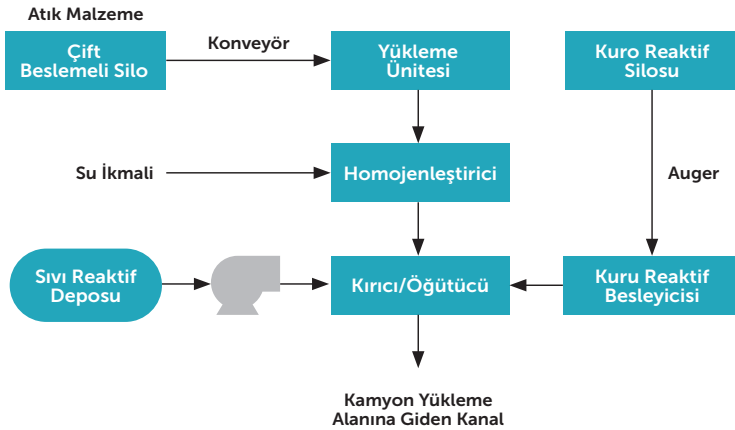 Atık Malzeme
Çift
Beslemeli Silo
Konveyör
Yükleme
Ünitesi
Kuro Reaktif
Silosu
Su İkmali
Homojenleştirici
Auger
Sıvı Reaktif
Deposu
Kırıcı/Öğütücü
Kuru Reaktif
Besleyicisi
Kamyon Yükleme
Alanına Giden Kanal